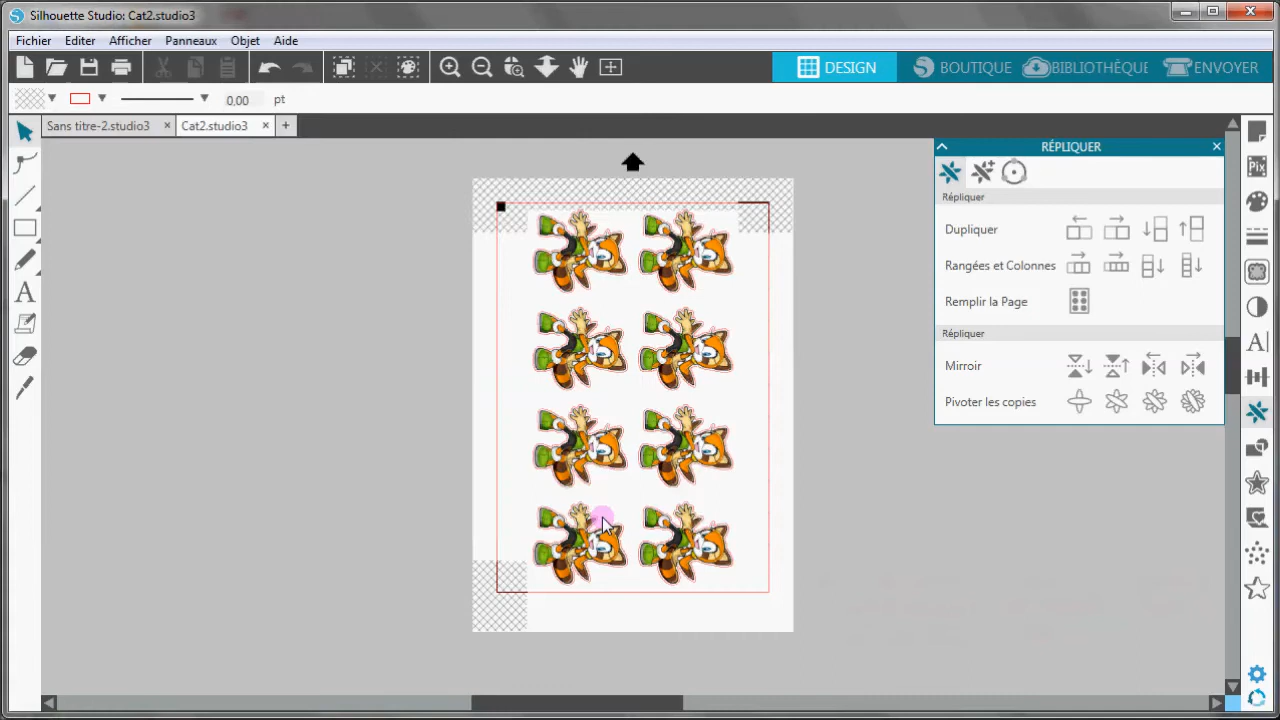 Silhouette Studio: Cat2.studio3
Fichier Editer Afficher Panneaux Objet Aide
DESIGN BOUTIQUE BIBLIOTHÈQUE ENVOYER
0,00 pt
Sans titre-2.studio3 Cat2.studio3
RÉPLIQUER
Répliquer
Dupliquer
Rangées et Colonnes
Remplir la Page
Répliquer
Mirroir
Pivoter les copies
Pix